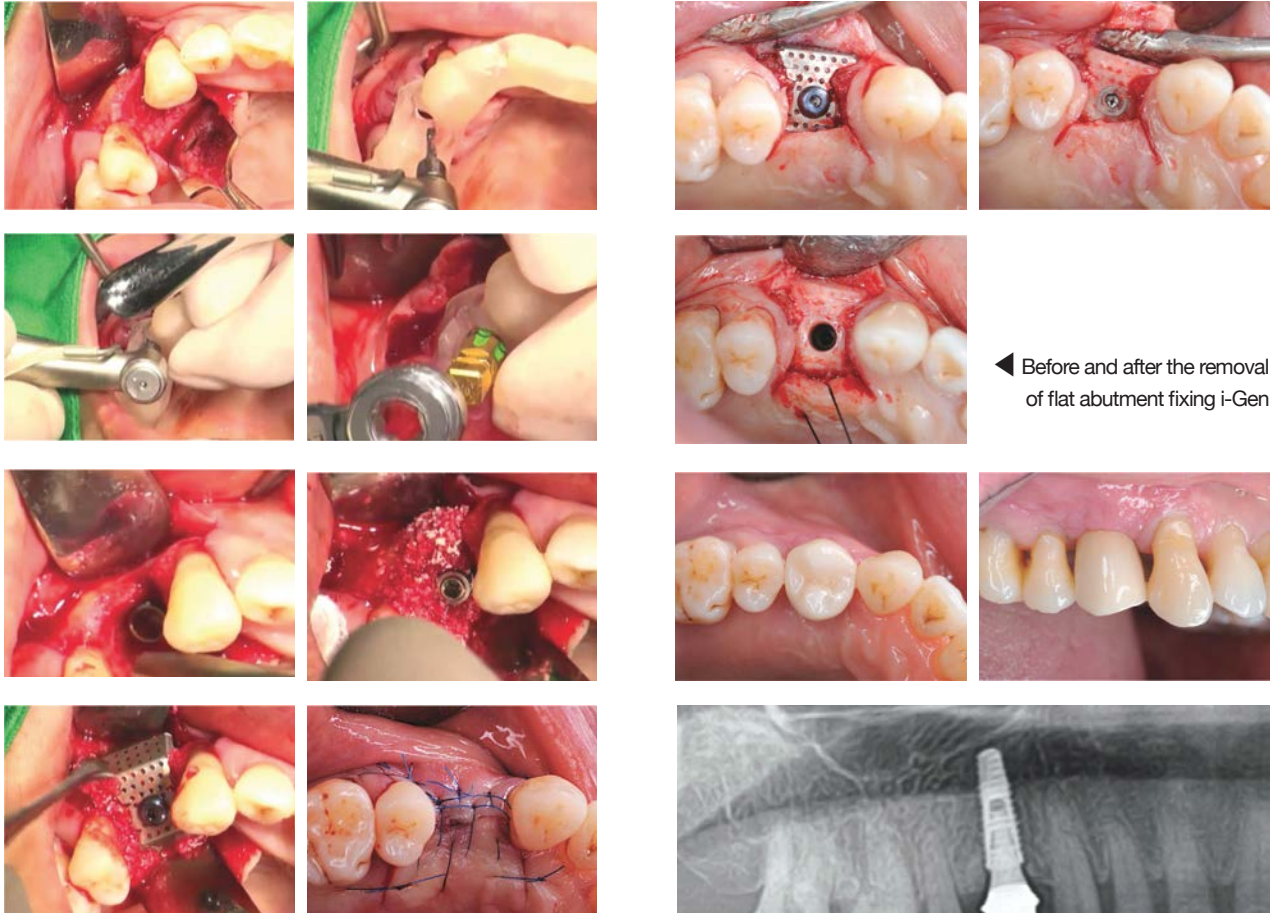 ◀ Before and after the removal
of flat abutment fixing i-Gen